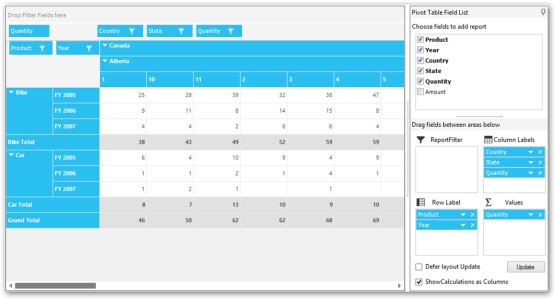 Drop Filter Fields here
Quantity
Country State Quantity
Product Year
Canada
Alberta
1 10 11 2 3 4 5
Bike FY 2005 25 28 39 32 38 47
FY 2006 9 11 8 14 15 8
FY 2007 4 4 2 6 6 4
Bike Total 38 43 49 52 59 59
Car FY 2005 6 4 10 9 4 9
FY 2006 1 1 2 1 4 1
FY 2007 1 2 1 1
Car Total 8 7 13 10 9 10
Grand Total 46 50 62 62 68 69
Pivot Table Field List
Choose fields to add report
Product
Year
Country
State
Quantity
Amount
Drag fields between areas below
ReportFilter
Column Labels
Country
State
Quantity
Row Label
Product
Year
Σ Values
Quantity
Defer layout Update
Update
ShowCalculations as Columns